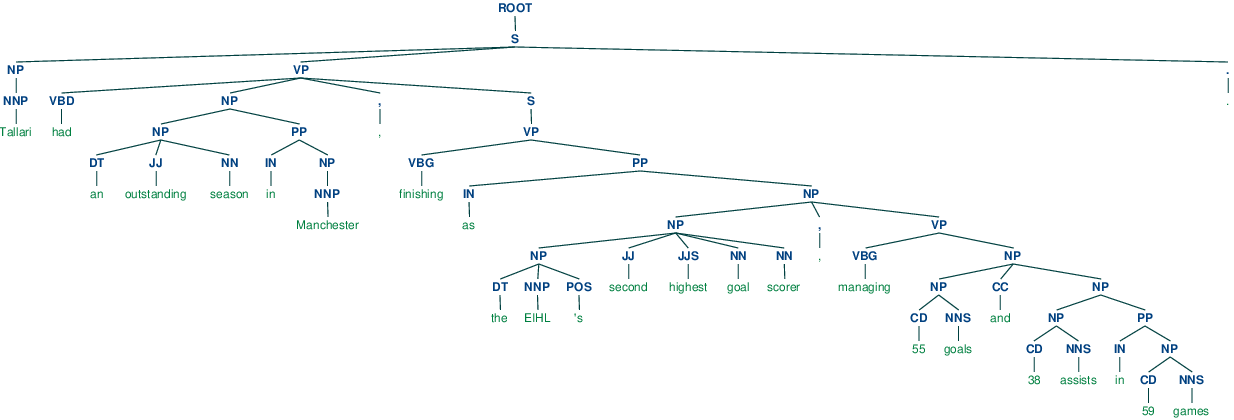 ROOT
S
NP VP .
NNP VBD NP , S .
Tallari had NP PP , VP
DT JJ NN IN NP VBG PP
an outstanding season in NNP finishing IN NP
Manchester as NP , VP
NP JJ JJS NN NN , VBG NP
DT NNP POS second highest goal scorer managing NP CC NP
the EIHL 's CD NNS and NP PP
55 goals CD NNS IN NP
38 assists in CD NNS
59 games